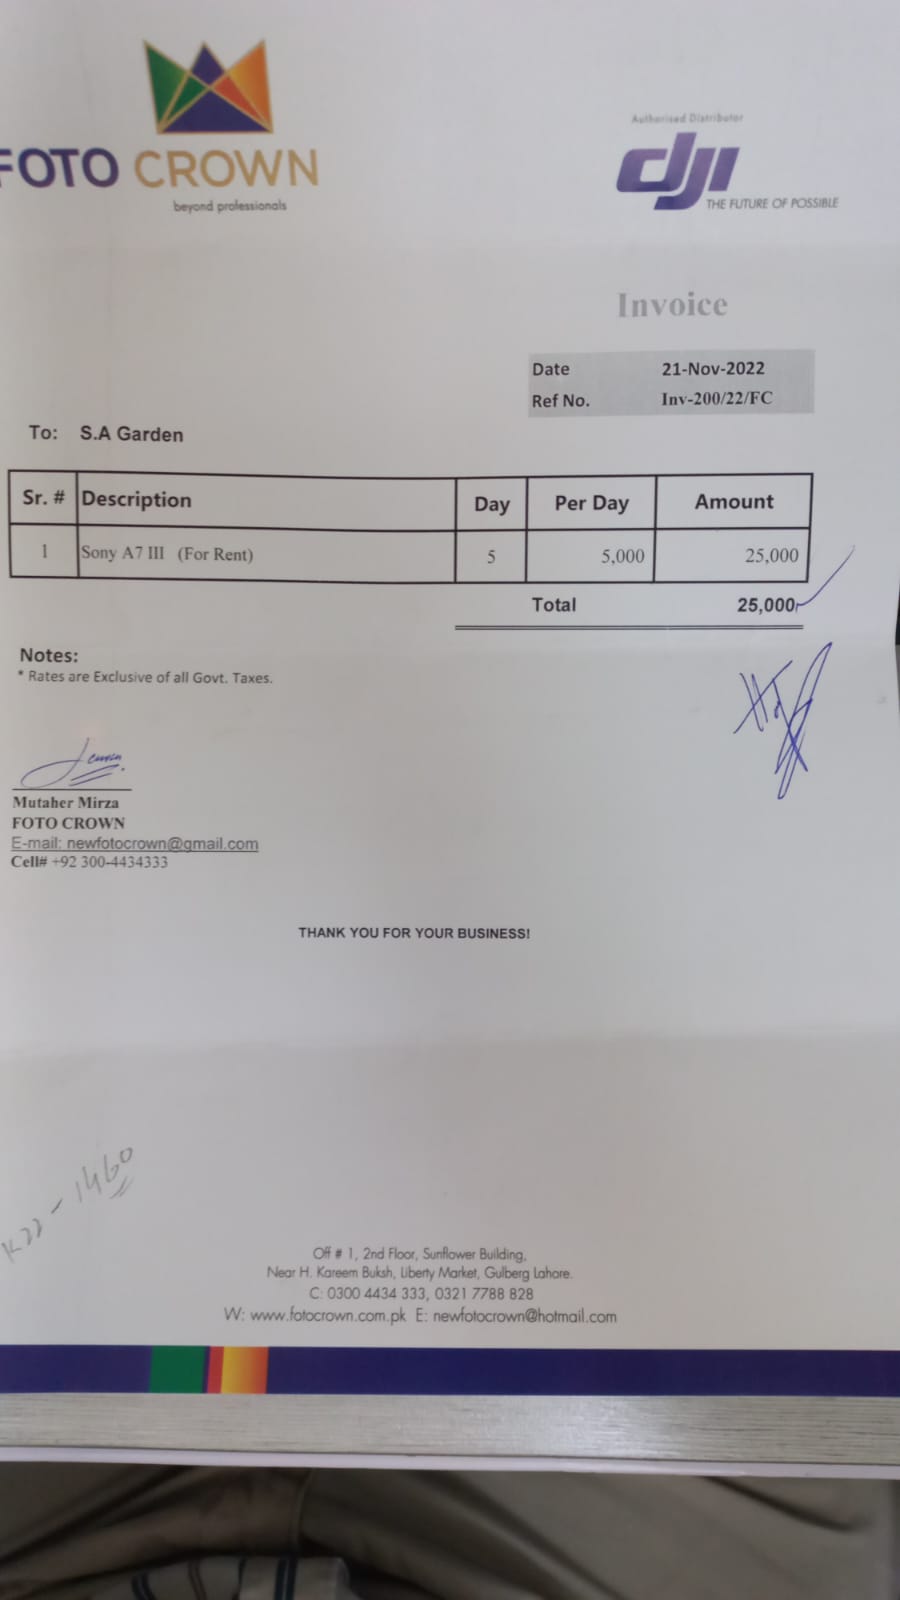 FOTO CROWN
beyond professionals
Authorised Distributor
dji
THE FUTURE OF POSSIBLE
Invoice
Date 21-Nov-2022
Ref No. Inv-200/22/FC
To: S.A Garden
Sr. # Description Day Per Day Amount
1 Sony A7 III (For Rent) 5 5,000 25,000
Total 25,000
Notes:
* Rates are Exclusive of all Govt. Taxes.
Mutaher Mirza
FOTO CROWN
E-mail: newfotocrown@gmail.com
Cell# +92 300-4434333
THANK YOU FOR YOUR BUSINESS!
K22-1460
Off # 1, 2nd Floor, Sunflower Building,
Near H. Kareem Buksh, Liberty Market, Gulberg Lahore.
C: 0300 4434 333, 0321 7788 828
W: www.fotocrown.com.pk E: newfotocrown@hotmail.com